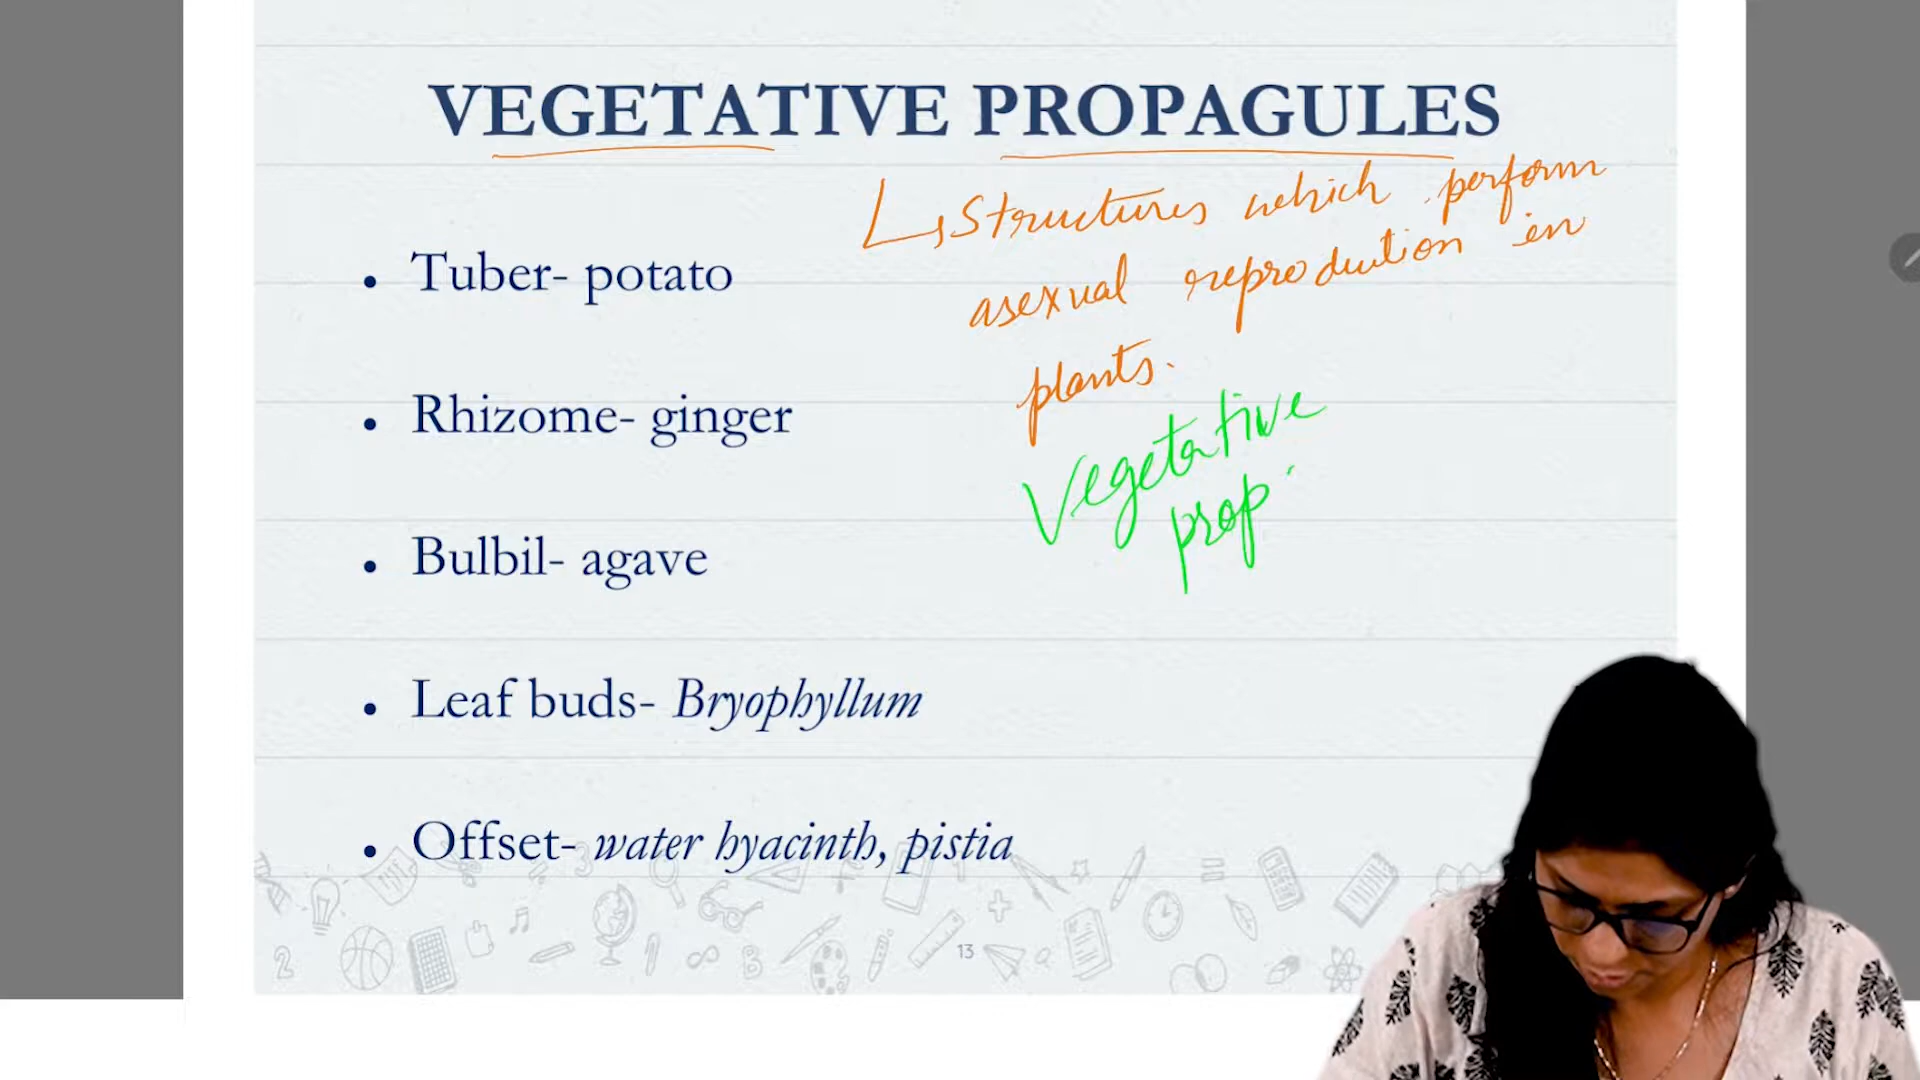 VEGETATIVE PROPAGULES
Structures which perform
asexual reprodution in
plants.
Vegetative
prop
• Tuber- potato
• Rhizome- ginger
• Bulbil- agave
• Leaf buds- Bryophyllum
• Offset- water hyacinth, pistia
13